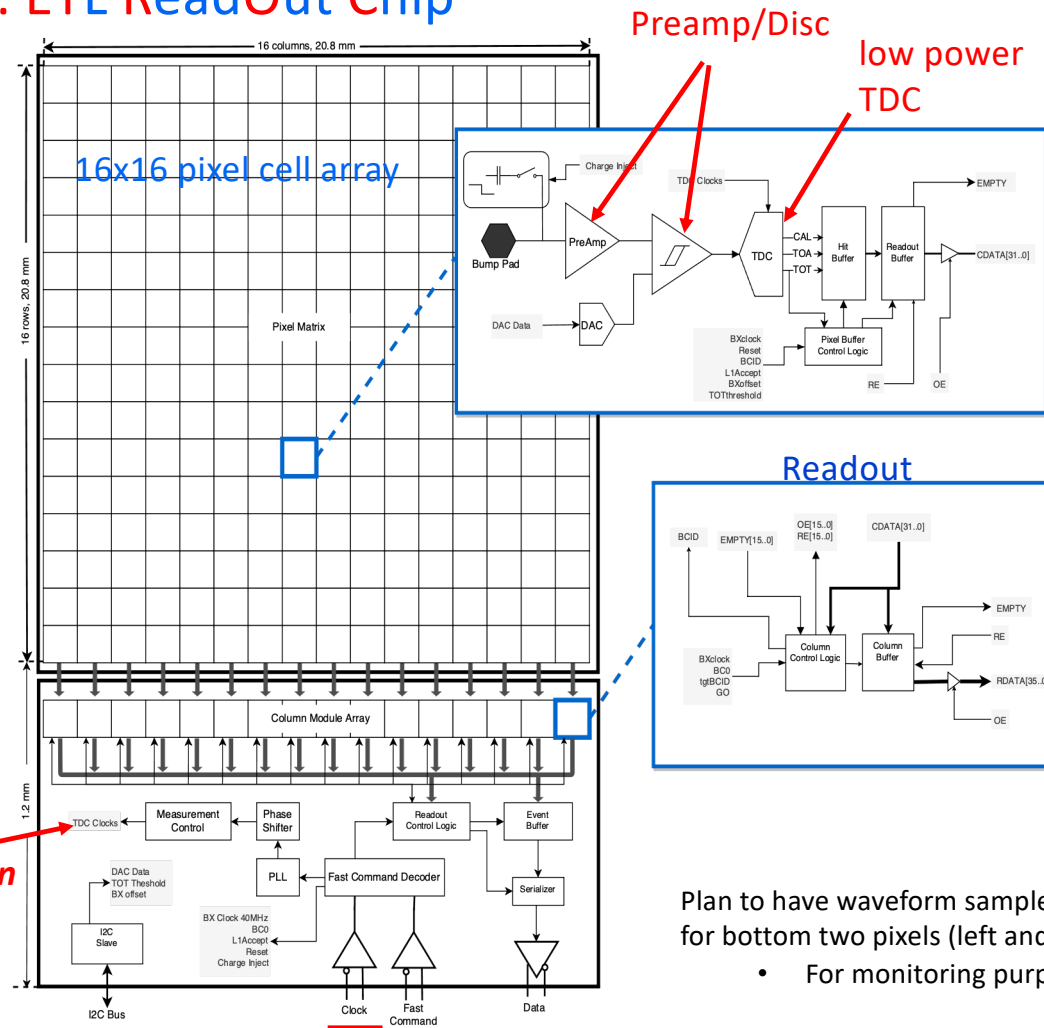 : ETL ReadOut Chip
16 columns, 20.8 mm
16 rows, 20.8 mm
16x16 pixel cell array
Pixel Matrix
Preamp/Disc
low power
TDC
Charge Inject
TDC Clocks
EMPTY
Bump Pad
PreAmp
TDC
CAL
TOA
TOT
Hit
Buffer
Readout
Buffer
CDATA[31..0]
DAC Data
DAC
BXclock
Reset
BCID
L1Accept
BXoffset
TOTthreshold
Pixel Buffer
Control Logic
RE
OE
Readout
BCID
EMPTY[15..0]
OE[15..0]
RE[15..0]
CDATA[31..0]
BXclock
BC0
tgtBCID
GO
Column
Control Logic
Column
Buffer
EMPTY
RE
RDATA[35..0
OE
Column Module Array
1.2 mm
TDC Clocks
Measurement
Control
Phase
Shifter
Readout
Control Logic
Event
Buffer
n
DAC Data
TOT Theshold
BX offset
PLL
Fast Command Decoder
Serializer
I2C
Slave
BX Clock 40MHz
BC0
L1Accept
Reset
Charge Inject
I2C Bus
Clock
Fast
Command
Data
Plan to have waveform sample
for bottom two pixels (left and
• For monitoring purp